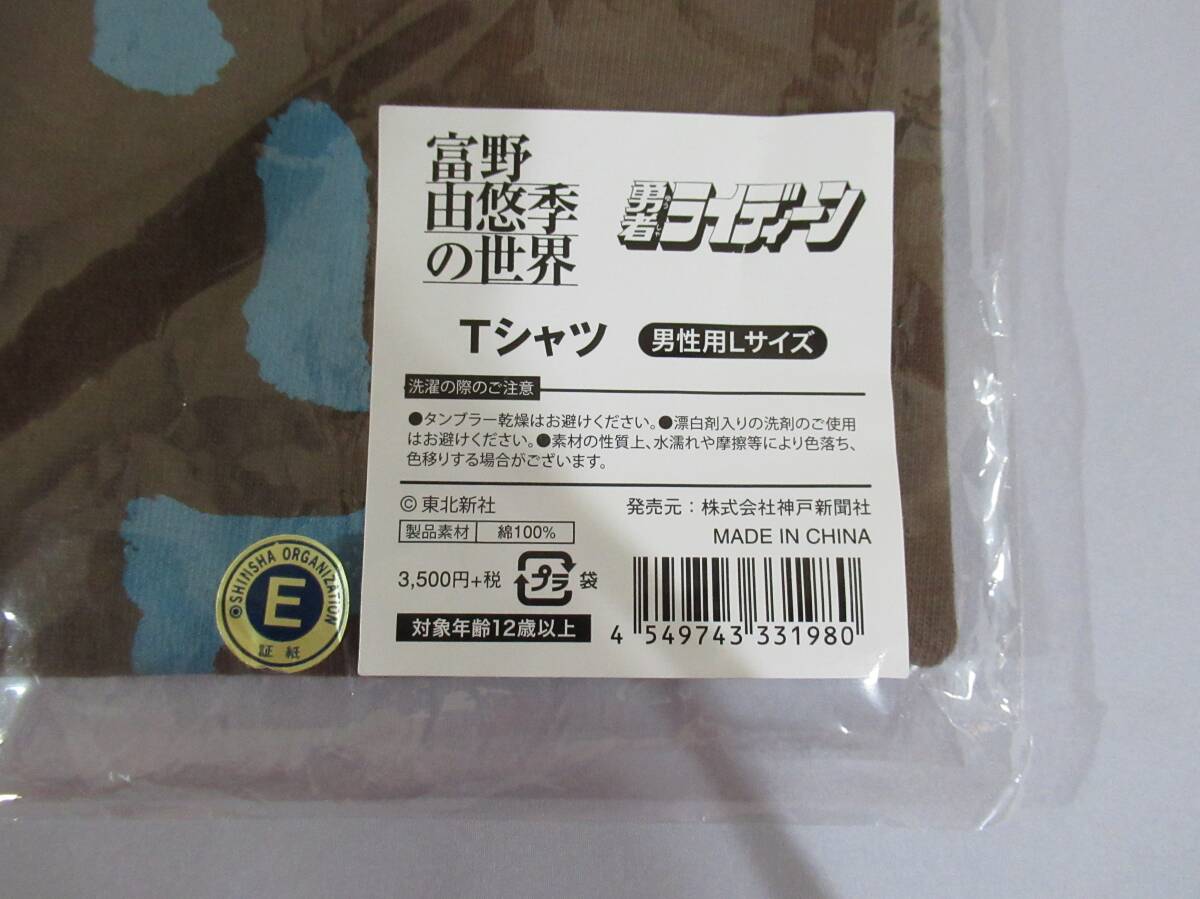 富野
由悠季
の世界
勇者ライディーン
ゆうしゃ
Tシャツ 男性用Lサイズ
洗濯の際のご注意
●タンブラー乾燥はお避けください。●漂白剤入りの洗剤のご使用
はお避けください。●素材の性質上、水濡れや摩擦等により色落ち、
色移りする場合がございます。
©東北新社 発売元：株式会社神戸新聞社
製品素材 綿100% MADE IN CHINA
3,500円+税 プラ 袋
対象年齢12歳以上
4 549743 331980
©SHINSHA ORGANIZATION
E
証紙